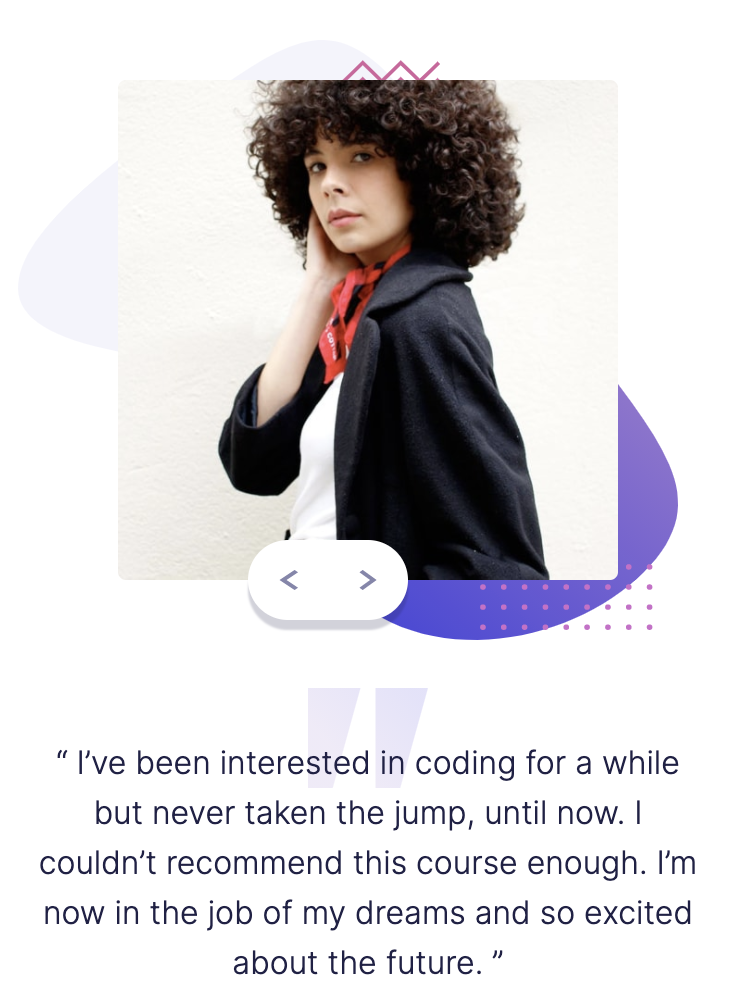 “ I’ve been interested in coding for a while
but never taken the jump, until now. I
couldn’t recommend this course enough. I’m
now in the job of my dreams and so excited
about the future. ”